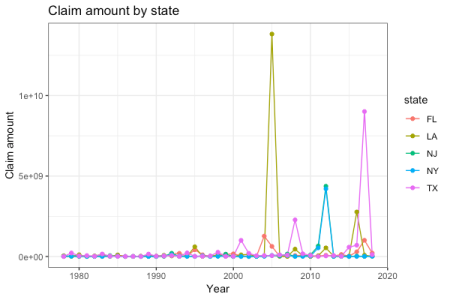 Claim amount by state
Claim amount
1e+10
5e+09
0e+00
1980
1990
2000
2010
2020
Year
state
FL
LA
NJ
NY
TX